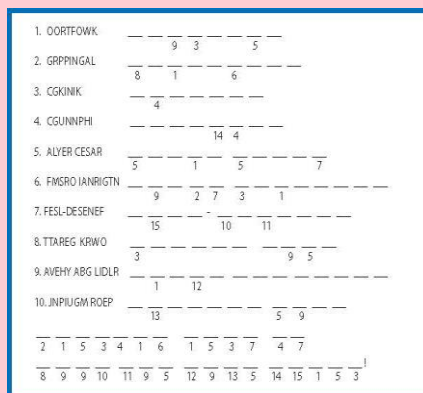 1. OORTFOWK
9 3 5
2. GRPPINGAL
8 1 6
3. CGKINIK
4
4. CGUNNPHI
14 4
5. ALYER CESAR
5 1 5 7
6. FMSRO IANRIGTN
9 2 7 3 1
7. FESL-DESENEF -
15 10 11
8. TTAREG KRWO
3 9 5
9. AVEHY ABG LIDLR
1 12
10. JNPIUGM ROEP
13 5 9
2 1 5 3 4 1 6 1 5 3 7 4 7
!
8 9 9 10 11 9 5 12 9 13 5 14 15 1 5 3